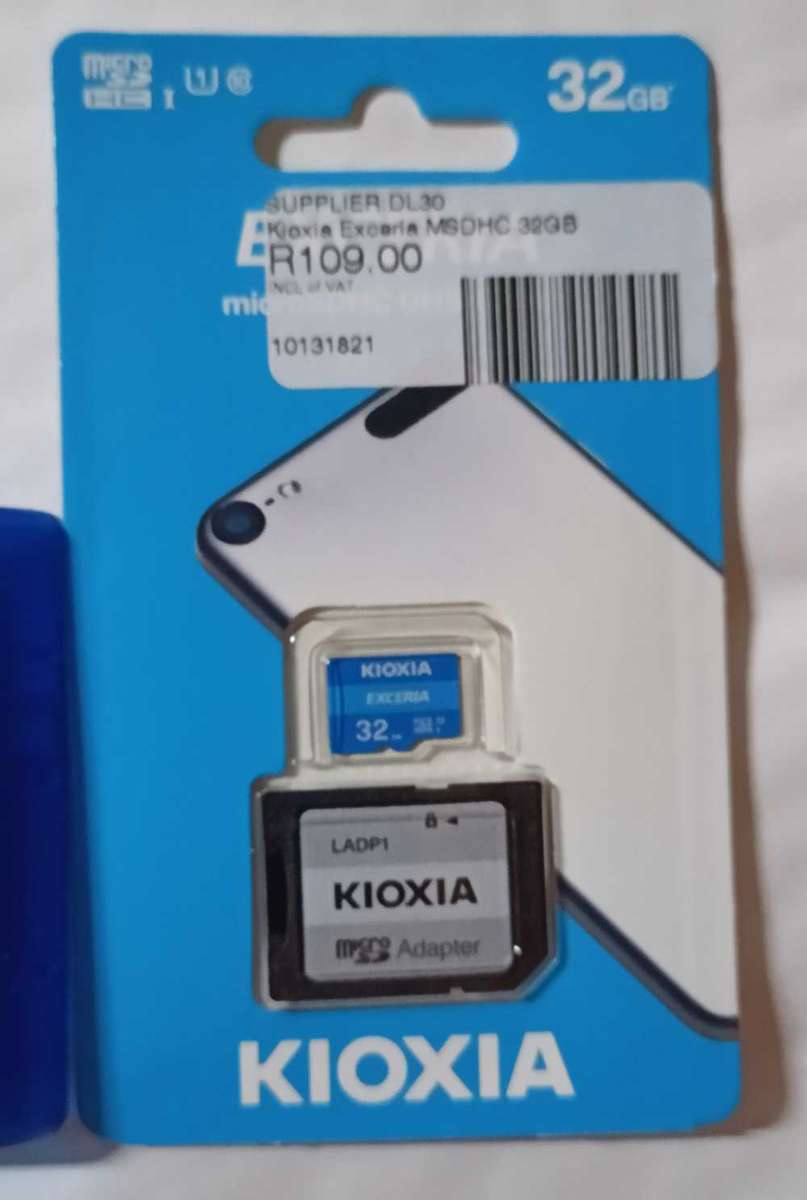 micro
SD
HC I U1 10
32GB
SUPPLIER DL30
Kioxia Exceria MSDHC 32GB
R109.00
INCL of VAT
10131821
KIOXIA
EXCERIA
32
LADP1
KIOXIA
micro SD Adapter
KIOXIA